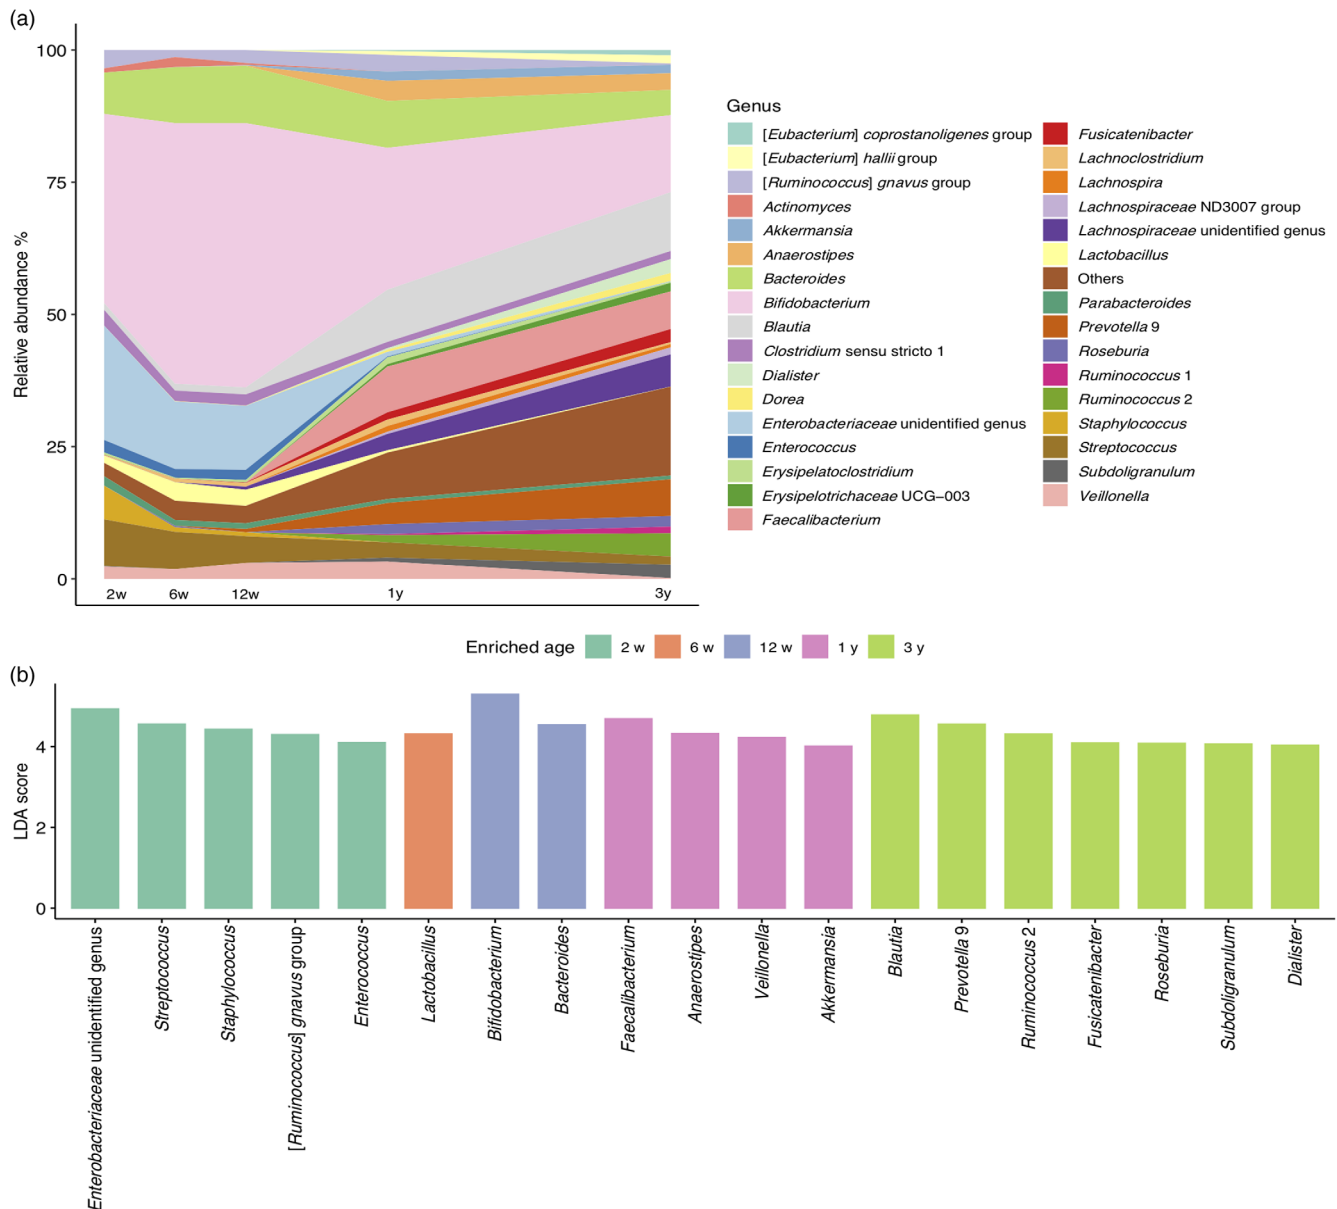 (a)
100
75
50
25
0
Relative abundance %
2w 6w 12w 1y 3y
Genus
[Eubacterium] coprostanoligenes group
[Eubacterium] hallii group
[Ruminococcus] gnavus group
Actinomyces
Akkermansia
Anaerostipes
Bacteroides
Bifidobacterium
Blautia
Clostridium sensu stricto 1
Dialister
Dorea
Enterobacteriaceae unidentified genus
Enterococcus
Erysipelatoclostridium
Erysipelotrichaceae UCG–003
Faecalibacterium
Fusicatenibacter
Lachnoclostridium
Lachnospira
Lachnospiraceae ND3007 group
Lachnospiraceae unidentified genus
Lactobacillus
Others
Parabacteroides
Prevotella 9
Roseburia
Ruminococcus 1
Ruminococcus 2
Staphylococcus
Streptococcus
Subdoligranulum
Veillonella
Enriched age 2 w 6 w 12 w 1 y 3 y
(b)
4
2
0
LDA score
Enterobacteriaceae unidentified genus
Streptococcus
Staphylococcus
[Ruminococcus] gnavus group
Enterococcus
Lactobacillus
Bifidobacterium
Bacteroides
Faecalibacterium
Anaerostipes
Veillonella
Akkermansia
Blautia
Prevotella 9
Ruminococcus 2
Fusicatenibacter
Roseburia
Subdoligranulum
Dialister